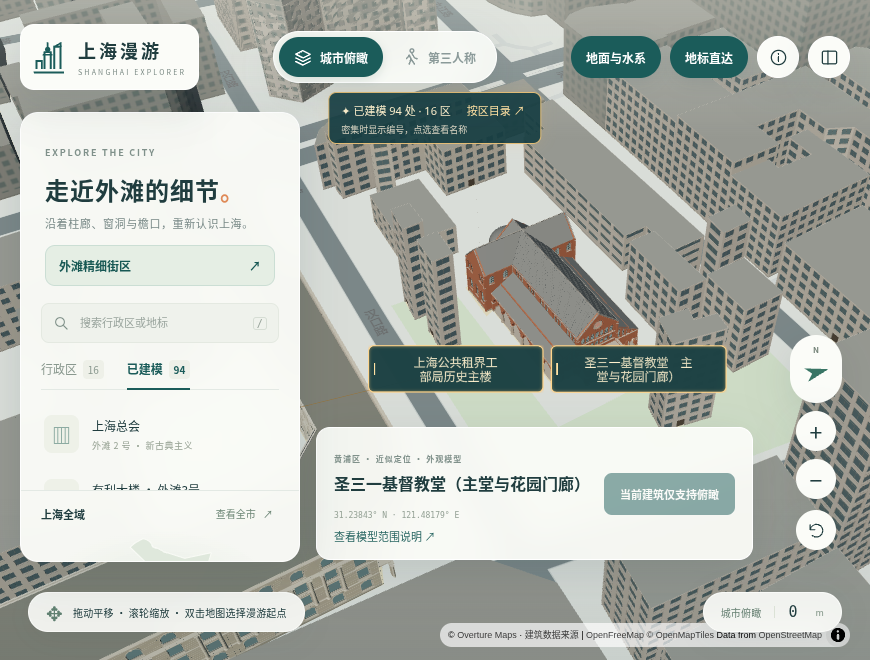 上海漫游
SHANGHAI EXPLORER
城市俯瞰
第三人称
地面与水系
地标直达
✦ 已建模 94 处 · 16 区 按区目录 ↗
密集时显示编号，点选查看名称
EXPLORE THE CITY
走近外滩的细节。
沿着柱廊、窗洞与檐口，重新认识上海。
外滩精细街区 ↗
搜索行政区或地标 /
行政区 16 已建模 94
上海总会
外滩 2 号 · 新古典主义
有利大楼 · 外滩3号
上海全域 查看全市 ↗
上海公共租界工
部局历史主楼
圣三一基督教堂（主
堂与花园门廊）
N
+
−
黄浦区 · 近似定位 · 外观模型
圣三一基督教堂（主堂与花园门廊）
31.23843° N · 121.48179° E
查看模型范围说明 ↗
当前建筑仅支持俯瞰
拖动平移 · 滚轮缩放 · 双击地图选择漫游起点
城市俯瞰 0 m
© Overture Maps · 建筑数据来源 | OpenFreeMap © OpenMapTiles Data from OpenStreetMap